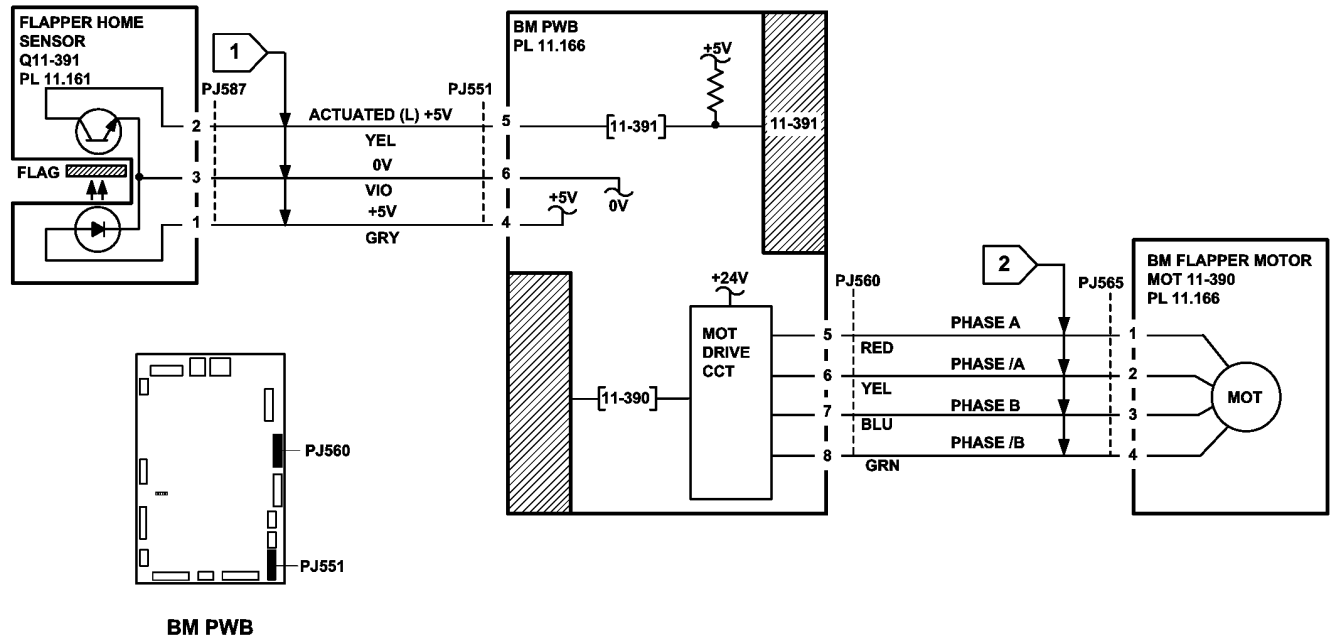 FLAPPER HOME
SENSOR
Q11-391
PL 11.161
1
PJ587
PJ551
BM PWB
PL 11.166
+5V
2
ACTUATED (L) +5V
5
[11-391]
11-391
YEL
FLAG
3
0V
6
VIO
+5V
0V
1
+5V
4
GRY
+24V
PJ560
2
PJ565
BM FLAPPER MOTOR
MOT 11-390
PL 11.166
MOT
DRIVE
CCT
5
PHASE A
1
RED
6
PHASE /A
2
YEL
[11-390]
7
PHASE B
3
MOT
BLU
8
PHASE /B
4
GRN
PJ560
PJ551
BM PWB